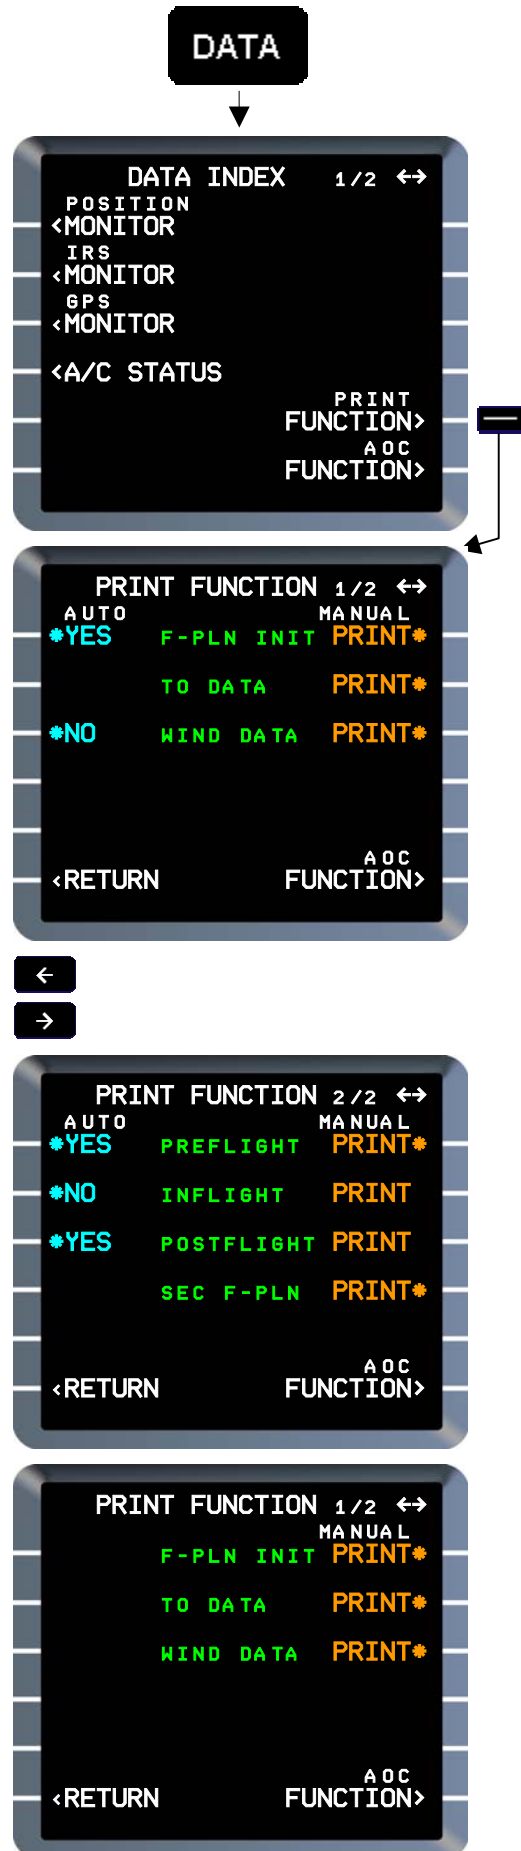 DATA
DATA INDEX 1/2 ←→
POSITION
<MONITOR
IRS
<MONITOR
GPS
<MONITOR
<A/C STATUS
PRINT
FUNCTION>
AOC
FUNCTION>
PRINT FUNCTION 1/2 ←→
AUTO MANUAL
*YES F-PLN INIT PRINT*
TO DATA PRINT*
*NO WIND DATA PRINT*
AOC
<RETURN FUNCTION>
←
→
PRINT FUNCTION 2/2 ←→
AUTO MANUAL
*YES PREFLIGHT PRINT*
*NO INFLIGHT PRINT
*YES POSTFLIGHT PRINT
SEC F-PLN PRINT*
AOC
<RETURN FUNCTION>
PRINT FUNCTION 1/2 ←→
MANUAL
F-PLN INIT PRINT*
TO DATA PRINT*
WIND DATA PRINT*
AOC
<RETURN FUNCTION>